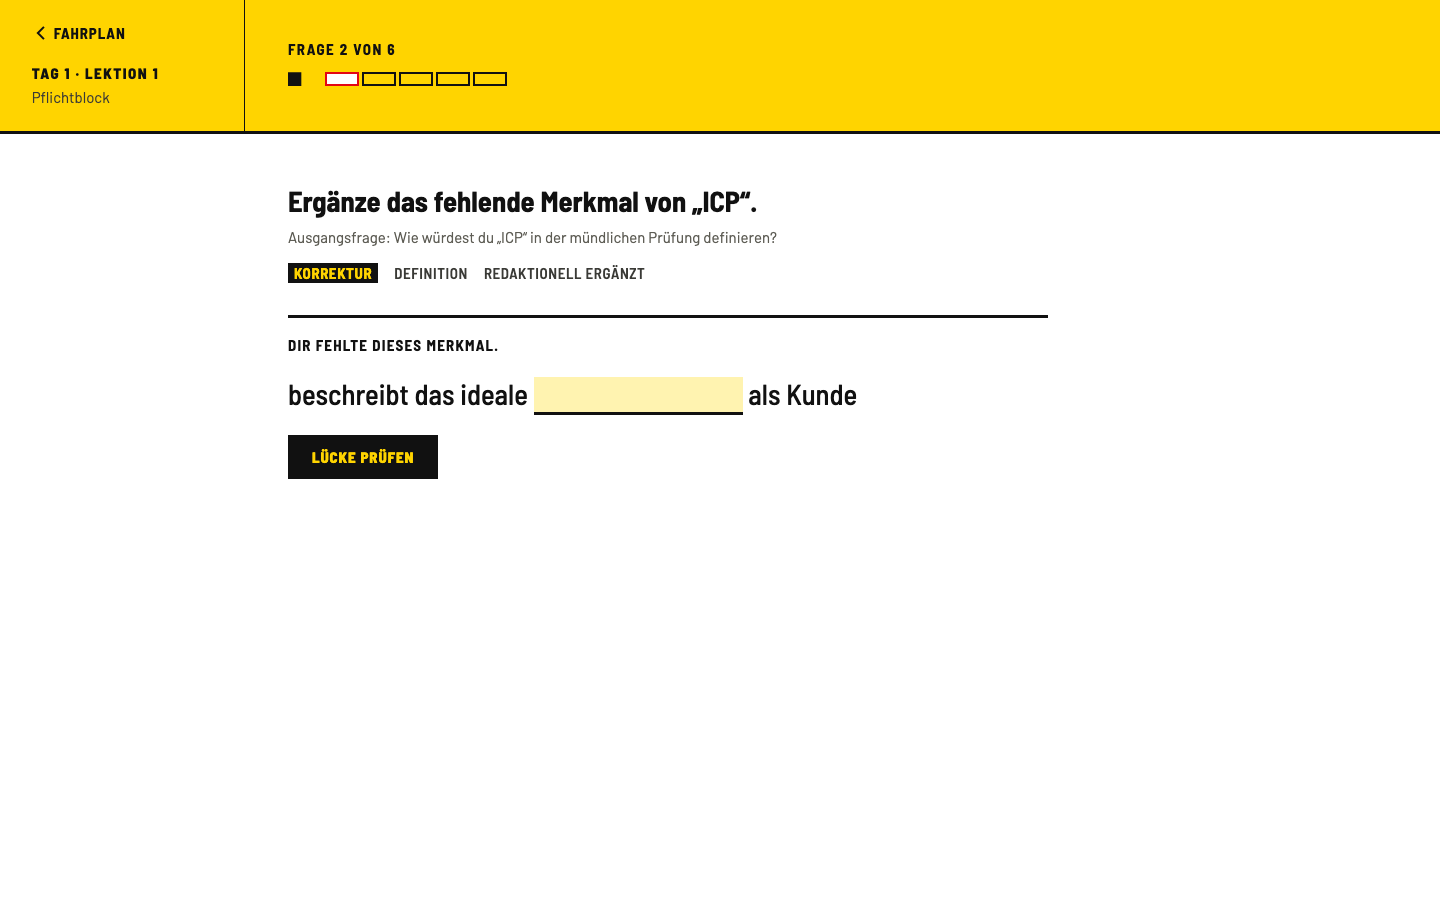 FAHRPLAN
TAG 1 · LEKTION 1
Pflichtblock
FRAGE 2 VON 6
Ergänze das fehlende Merkmal von „ICP“.
Ausgangsfrage: Wie würdest du „ICP“ in der mündlichen Prüfung definieren?
KORREKTUR DEFINITION REDAKTIONELL ERGÄNZT
DIR FEHLTE DIESES MERKMAL.
beschreibt das ideale als Kunde
LÜCKE PRÜFEN